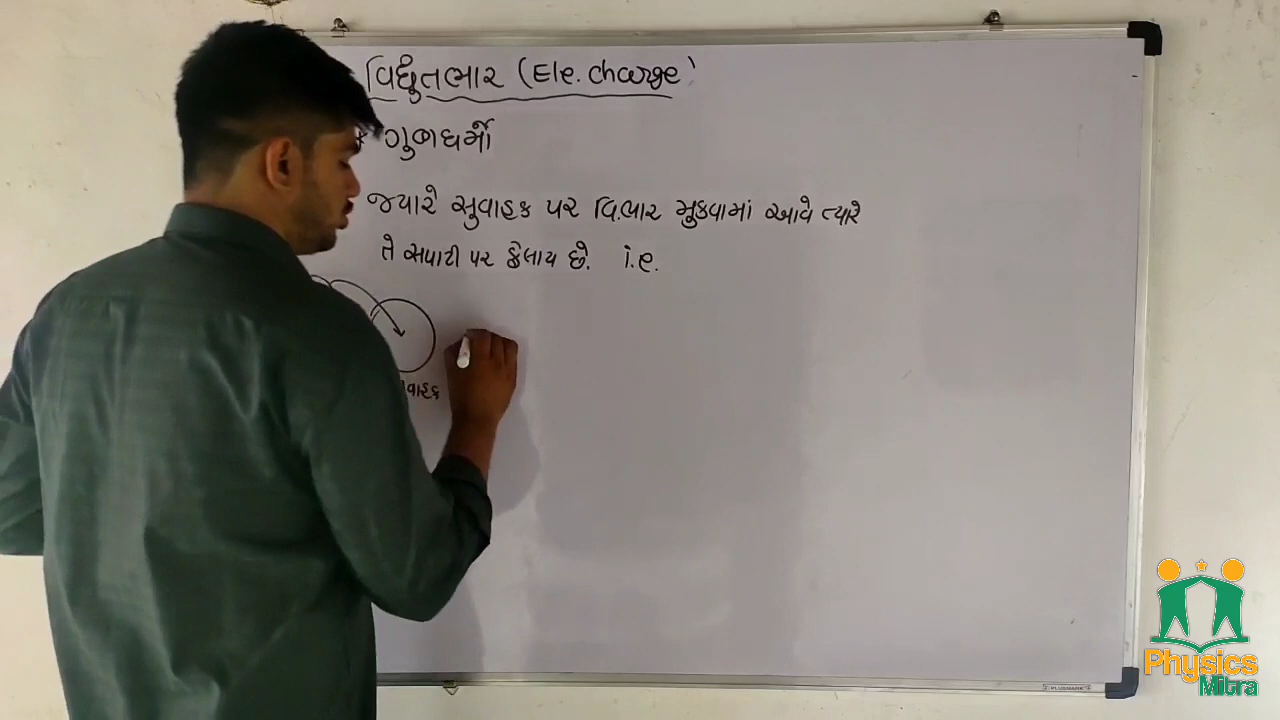 વિદ્યુતભાર (Ele. charge)
* ગુણધર્મો
જ્યારે સુવાહક પર વિ.ભાર મુકવામાં આવે ત્યારે
તે સપાટી પર ફેલાય છે. i.e.
Physics
Mitra